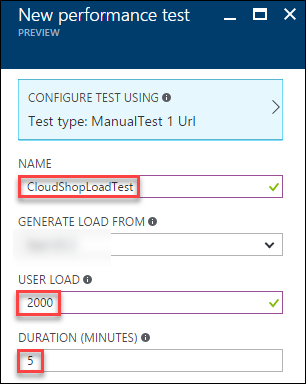 New performance test
PREVIEW
CONFIGURE TEST USING
Test type: ManualTest 1 Url
NAME
CloudShopLoadTest
GENERATE LOAD FROM
USER LOAD
2000
DURATION (MINUTES)
5